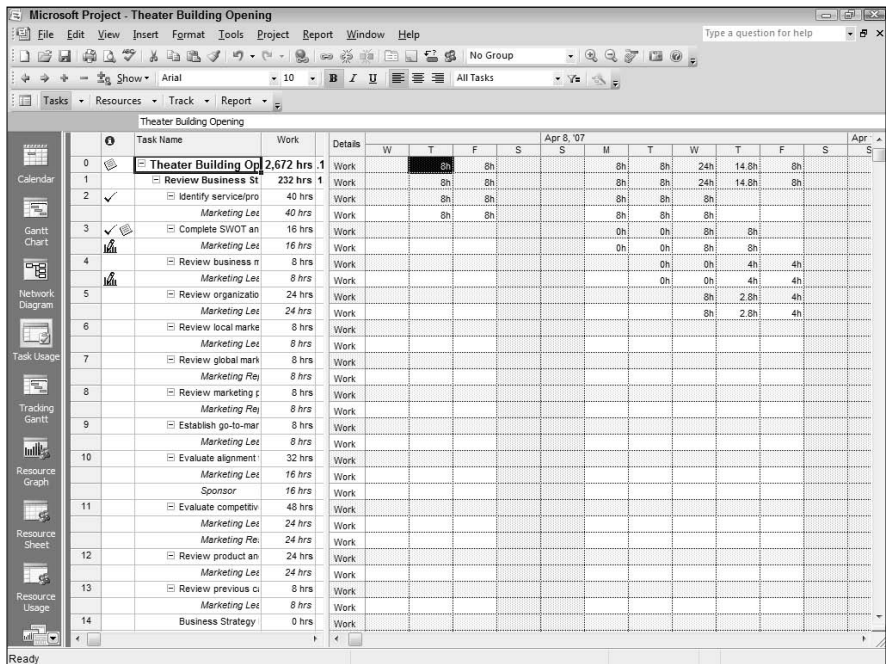 Microsoft Project - Theater Building Opening
File Edit View Insert Format Tools Project Report Window Help Type a question for help
No Group
Show Arial 10 B I U All Tasks
Tasks Resources Track Report
Theater Building Opening
Task Name Work Details Apr 8, '07 Apr
W T F S S M T W T F S S
0 Theater Building Op 2,672 hrs .1 Work 8h 8h 8h 8h 24h 14.8h 8h
1 Review Business St 232 hrs 1 Work 8h 8h 8h 8h 24h 14.8h 8h
2 Identify service/pro 40 hrs Work 8h 8h 8h 8h 8h
Marketing Lea 40 hrs Work 8h 8h 8h 8h 8h
3 Complete SWOT an 16 hrs Work 0h 0h 8h 8h
Marketing Lea 16 hrs Work 0h 0h 8h 8h
4 Review business m 8 hrs Work 0h 0h 4h 4h
Marketing Lea 8 hrs Work 0h 0h 4h 4h
5 Review organizatio 24 hrs Work 8h 2.8h 4h
Marketing Lea 24 hrs Work 8h 2.8h 4h
6 Review local marke 8 hrs Work
Marketing Lea 8 hrs Work
7 Review global mark 8 hrs Work
Marketing Rep 8 hrs Work
8 Review marketing p 8 hrs Work
Marketing Rep 8 hrs Work
9 Establish go-to-mar 8 hrs Work
Marketing Lea 8 hrs Work
10 Evaluate alignment 32 hrs Work
Marketing Lea 16 hrs Work
Sponsor 16 hrs Work
11 Evaluate competitiv 48 hrs Work
Marketing Lea 24 hrs Work
Marketing Re 24 hrs Work
12 Review product an 24 hrs Work
Marketing Lea 24 hrs Work
13 Review previous ca 8 hrs Work
Marketing Lea 8 hrs Work
14 Business Strategy 0 hrs Work
Calendar
Gantt
Chart
Network
Diagram
Task Usage
Tracking
Gantt
Resource
Graph
Resource
Sheet
Resource
Usage
Ready